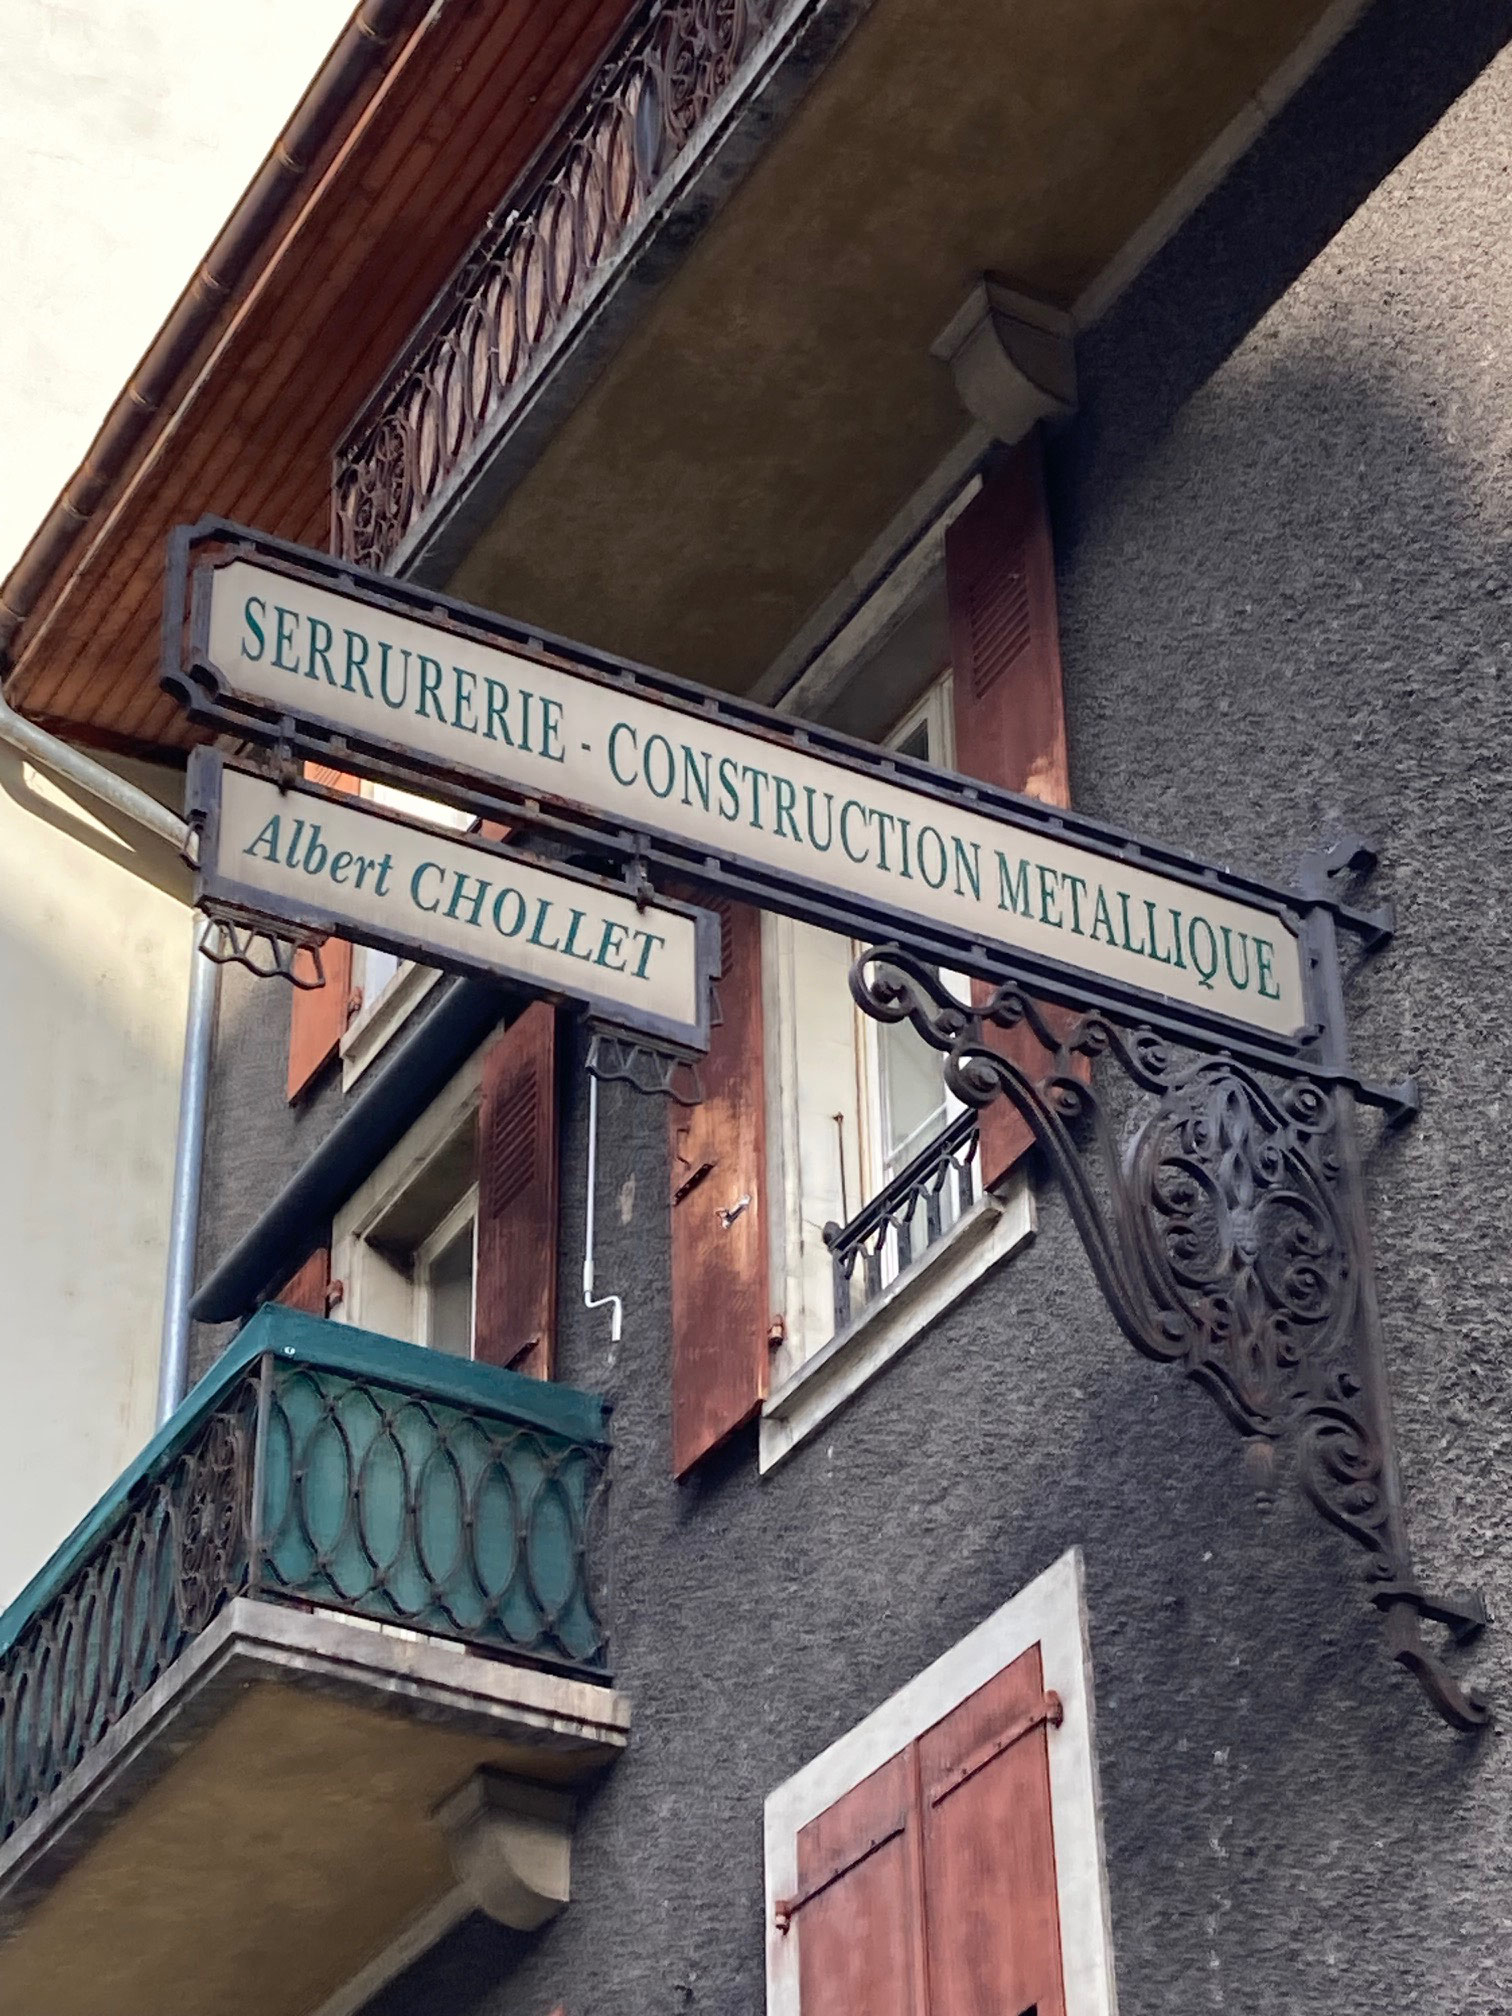 SERRURERIE - CONSTRUCTION METALLIQUE
Albert CHOLLET